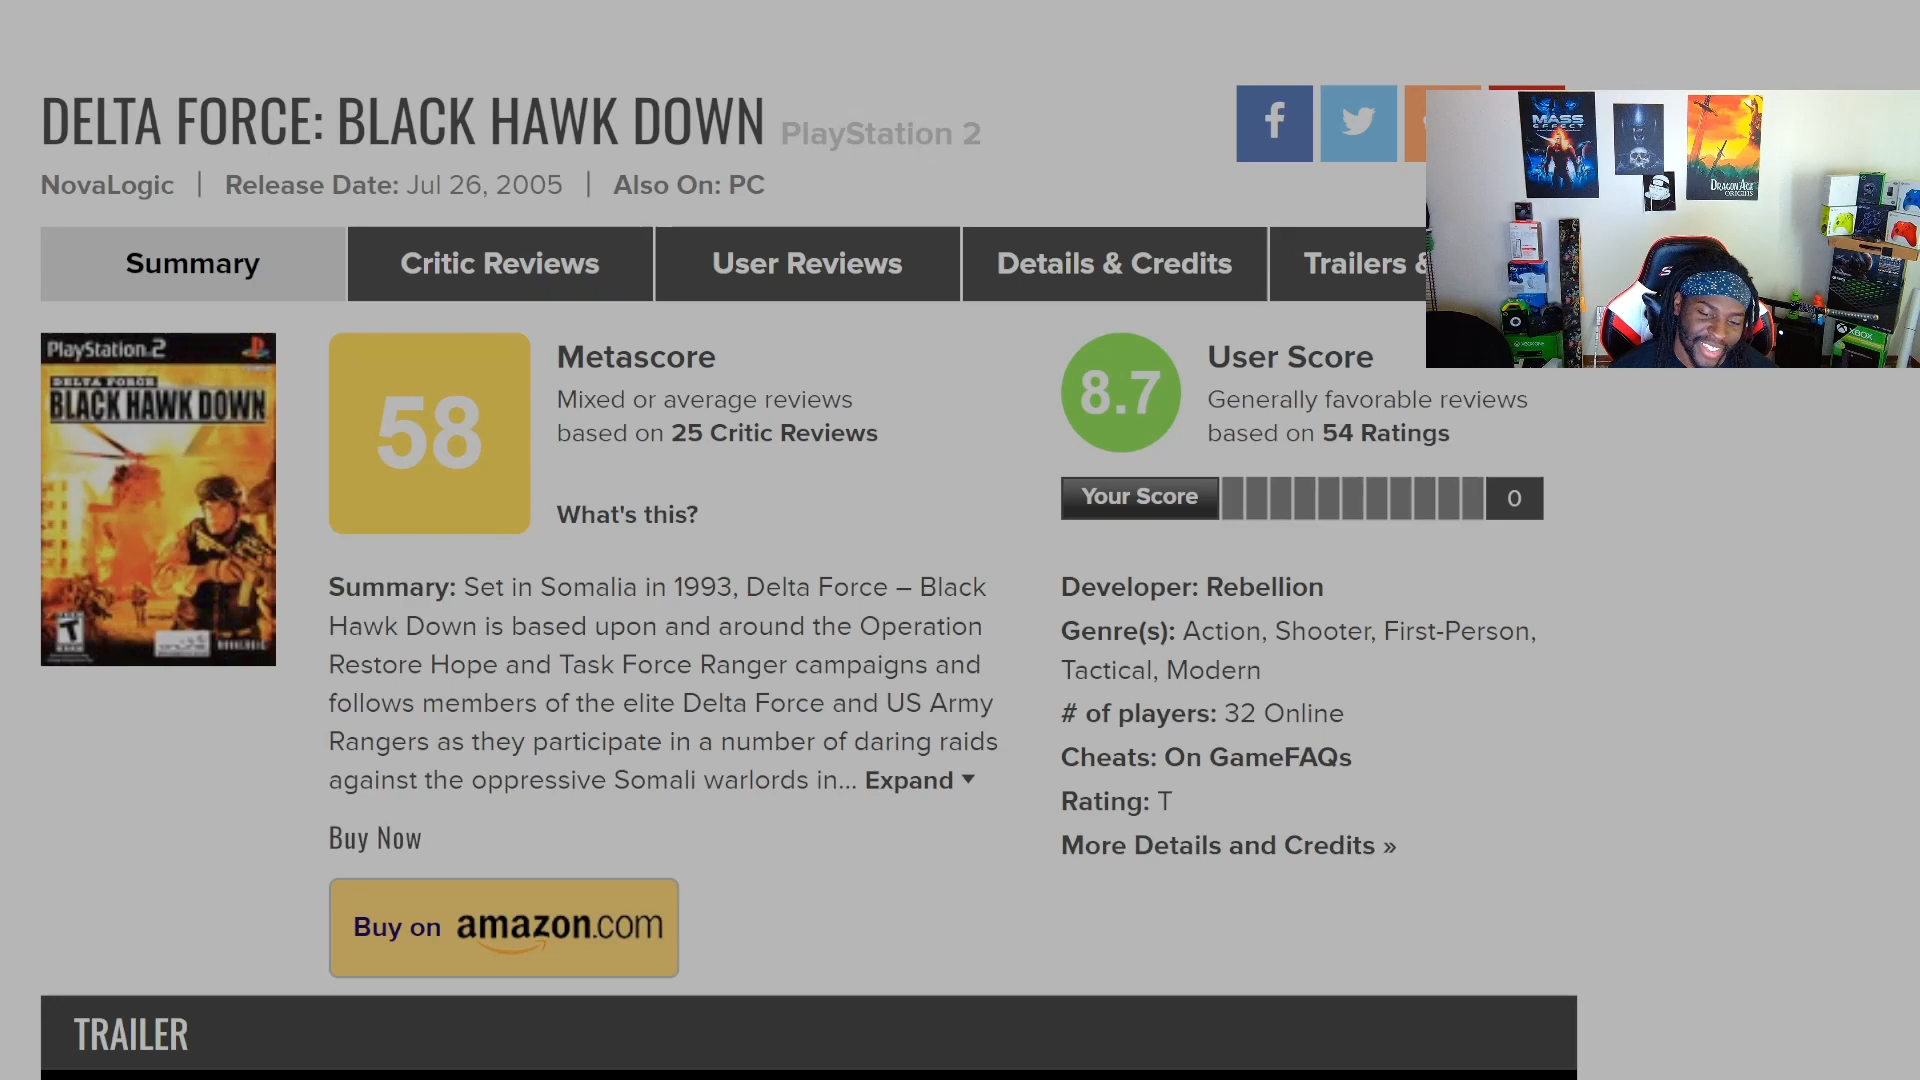 DELTA FORCE: BLACK HAWK DOWN PlayStation 2
NovaLogic | Release Date: Jul 26, 2005 | Also On: PC
Summary
Critic Reviews
User Reviews
Details & Credits
Trailers &
PlayStation 2
DELTA FORCE
BLACK HAWK DOWN
T
58
Metascore
Mixed or average reviews
based on 25 Critic Reviews
What's this?
8.7
User Score
Generally favorable reviews
based on 54 Ratings
Your Score
0
Summary: Set in Somalia in 1993, Delta Force – Black
Hawk Down is based upon and around the Operation
Restore Hope and Task Force Ranger campaigns and
follows members of the elite Delta Force and US Army
Rangers as they participate in a number of daring raids
against the oppressive Somali warlords in... Expand
Developer: Rebellion
Genre(s): Action, Shooter, First-Person,
Tactical, Modern
# of players: 32 Online
Cheats: On GameFAQs
Rating: T
More Details and Credits »
Buy Now
Buy on amazon.com
TRAILER
MASS
EFFECT
DRAGON AGE
ORIGINS
XBOX